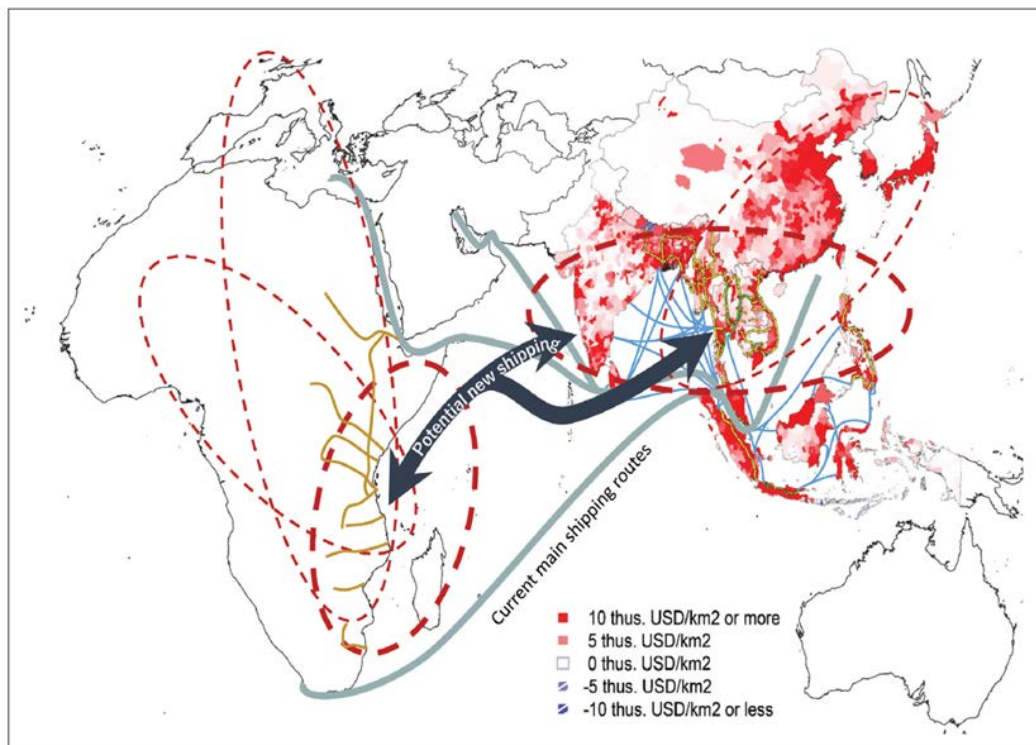 Potential new shipping
Current main shipping routes
10 thus. USD/km2 or more
5 thus. USD/km2
0 thus. USD/km2
-5 thus. USD/km2
-10 thus. USD/km2 or less